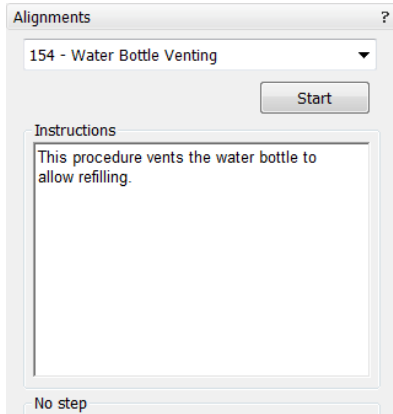 Alignments ?
154 - Water Bottle Venting
Start
Instructions
This procedure vents the water bottle to
allow refilling.
No step